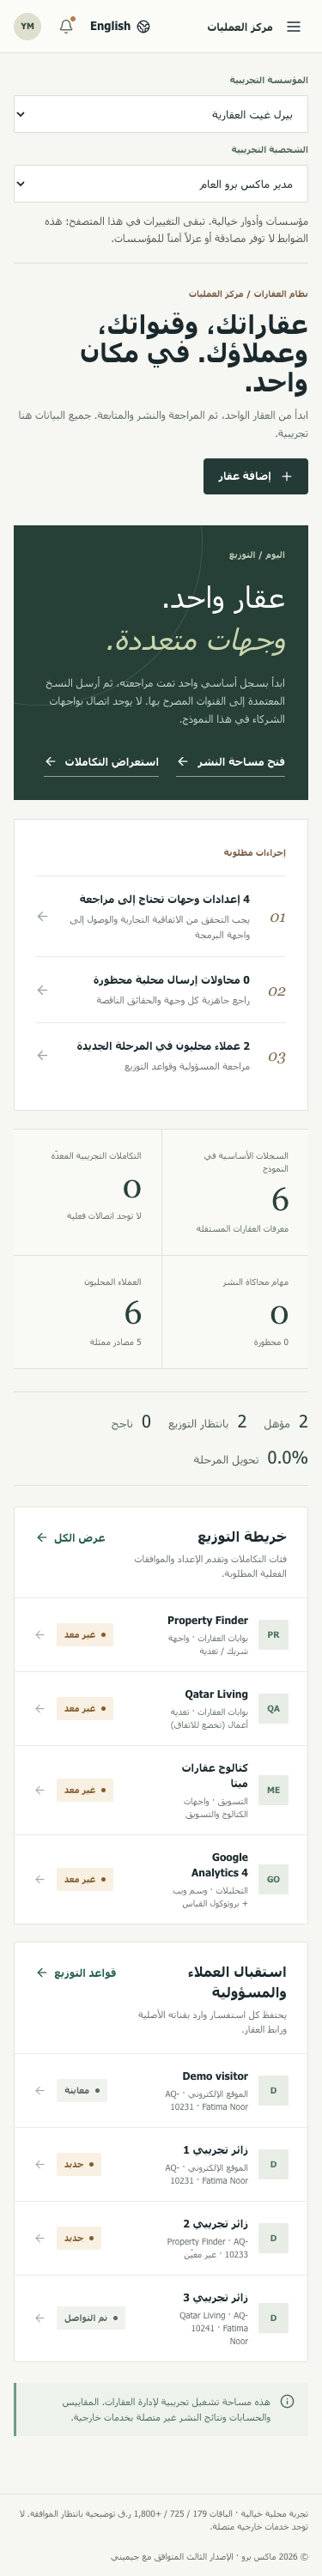 مركز العمليات
English
YM
المؤسسة التجريبية
بيرل غيت العقارية
الشخصية التجريبية
مدير ماكس برو العام
مؤسسات وأدوار خيالية. تبقى التغييرات في هذا المتصفح؛ هذه
الضوابط لا توفر مصادقة أو عزلاً آمناً للمؤسسات.
نظام العقارات / مركز العمليات
عقاراتك، وقنواتك،
وعملاؤك. في مكان
واحد.
ابدأ من العقار الواحد، ثم المراجعة والنشر والمتابعة. جميع البيانات هنا
تجريبية.
إضافة عقار
اليوم / التوزيع
عقار واحد.
وجهات متعددة.
ابدأ بسجل أساسي واحد تمت مراجعته، ثم أرسل النسخ
المعتمدة إلى القنوات المصرح بها. لا يوجد اتصال بواجهات
الشركاء في هذا النموذج.
فتح مساحة النشر
استعراض التكاملات
إجراءات مطلوبة
01
4 إعدادات وجهات تحتاج إلى مراجعة
يجب التحقق من الاتفاقية التجارية والوصول إلى
واجهة البرمجة
02
0 محاولات إرسال محلية محظورة
راجع جاهزية كل وجهة والحقائق الناقصة
03
2 عملاء محليون في المرحلة الجديدة
مراجعة المسؤولية وقواعد التوزيع
السجلات الأساسية في
النموذج
6
معرفات العقارات المستقلة
التكاملات التجريبية المعدّة
0
لا توجد اتصالات فعلية
مهام محاكاة النشر
0
0 محظورة
العملاء المحليون
6
5 مصادر ممثلة
2 مؤهل
2 بانتظار التوزيع
0 ناجح
0.0% تحويل المرحلة
خريطة التوزيع
عرض الكل
فئات التكاملات وتقدم الإعداد والموافقات
الفعلية المطلوبة.
PR
Property Finder
بوابات العقارات · واجهة
شريك / تغذية
غير معد
QA
Qatar Living
بوابات العقارات · تغذية
أعمال (تخضع للاتفاق)
غير معد
ME
كتالوج عقارات
ميتا
التسويق · واجهات
الكتالوج والتسويق
غير معد
GO
Google
Analytics 4
التحليلات · وسم ويب
+ بروتوكول القياس
غير معد
استقبال العملاء
والمسؤولية
قواعد التوزيع
يحتفظ كل استفسار وارد بقناته الأصلية
ورابط العقار.
D
Demo visitor
الموقع الإلكتروني · AQ-
10231 · Fatima Noor
معاينة
D
زائر تجريبي 1
الموقع الإلكتروني · AQ-
10231 · Fatima Noor
جديد
D
زائر تجريبي 2
Property Finder · AQ-
10233 · غير معيّن
جديد
D
زائر تجريبي 3
Qatar Living · AQ-
10241 · Fatima
Noor
تم التواصل
هذه مساحة تشغيل تجريبية لإدارة العقارات. المقاييس
والحسابات ونتائج النشر غير متصلة بخدمات خارجية.
تجربة محلية خيالية · الباقات 179 / 725 / +1,800 ر.ق توضيحية بانتظار الموافقة. لا
توجد خدمات خارجية متصلة.
© 2026 ماكس برو · الإصدار الثالث المتوافق مع جيميني